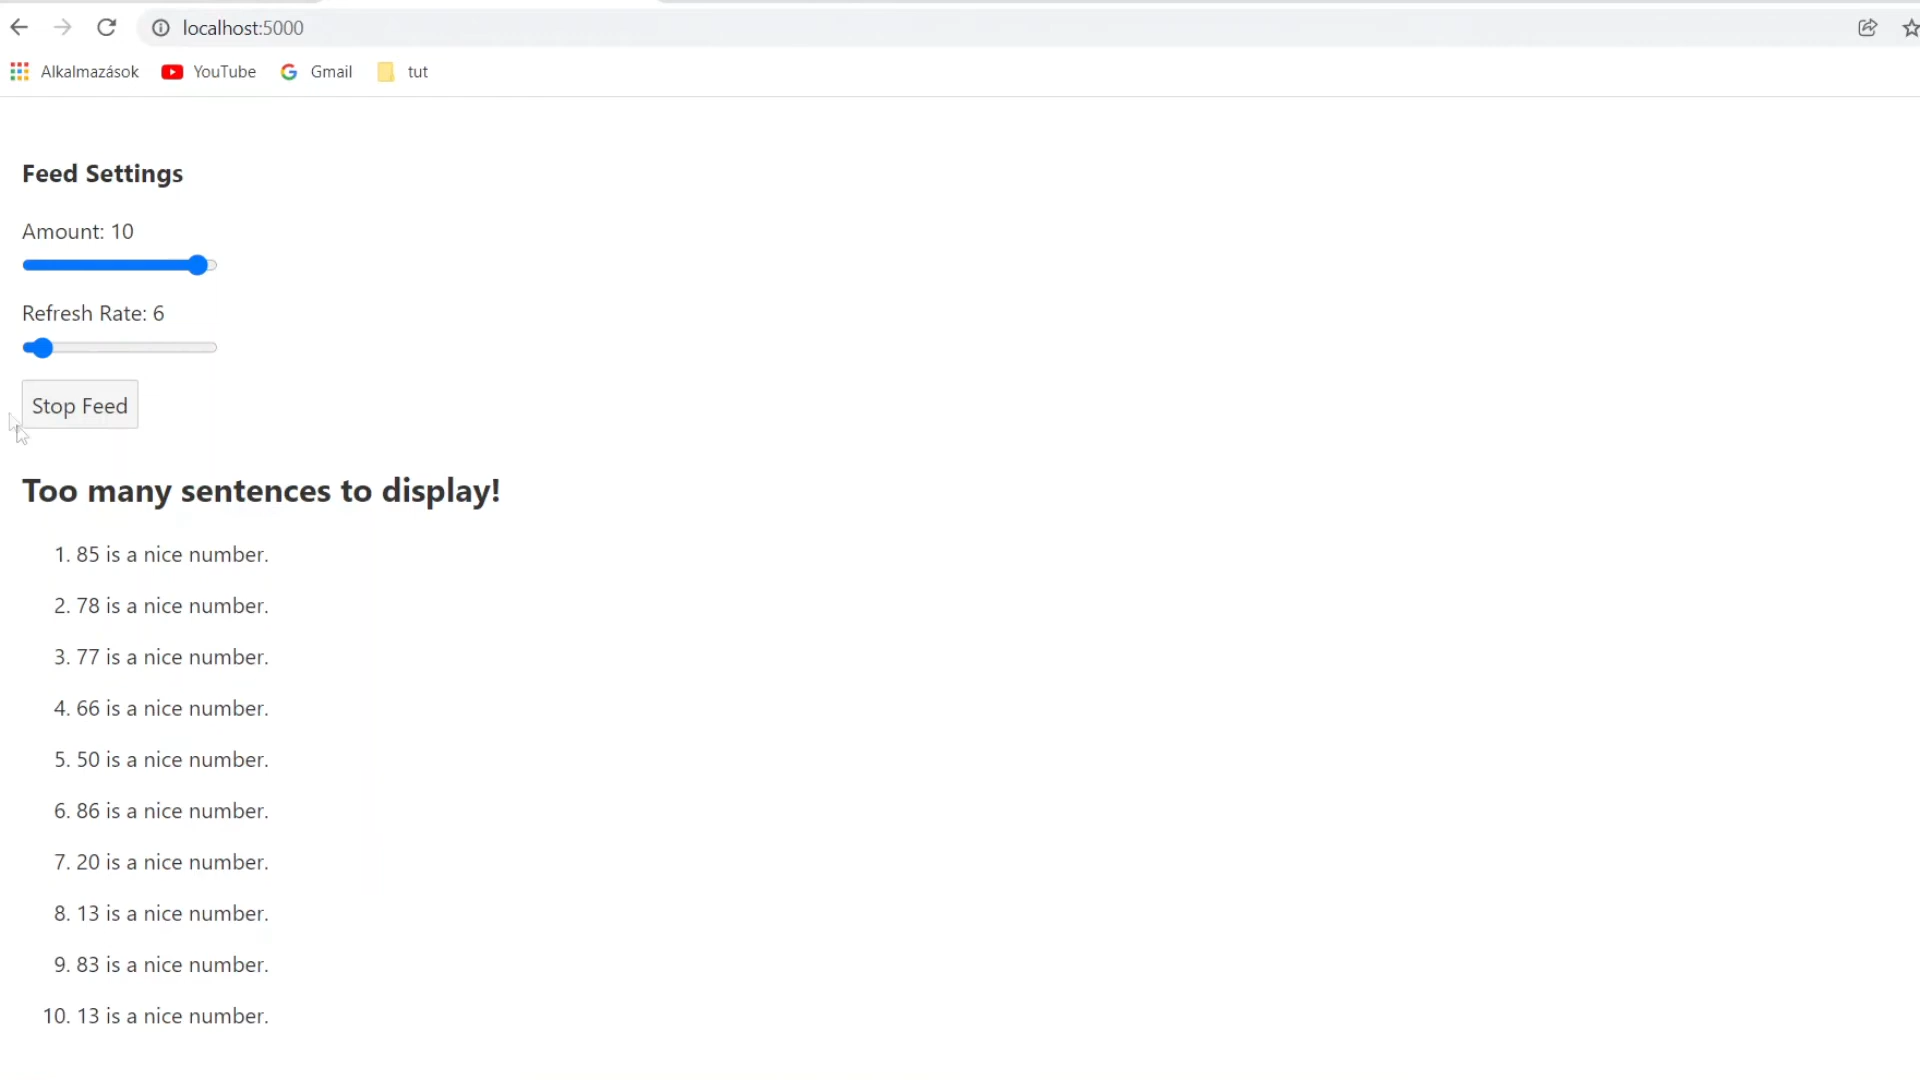 localhost:5000
Alkalmazások YouTube Gmail tut
Feed Settings
Amount: 10
Refresh Rate: 6
Stop Feed
Too many sentences to display!
1. 85 is a nice number.
2. 78 is a nice number.
3. 77 is a nice number.
4. 66 is a nice number.
5. 50 is a nice number.
6. 86 is a nice number.
7. 20 is a nice number.
8. 13 is a nice number.
9. 83 is a nice number.
10. 13 is a nice number.